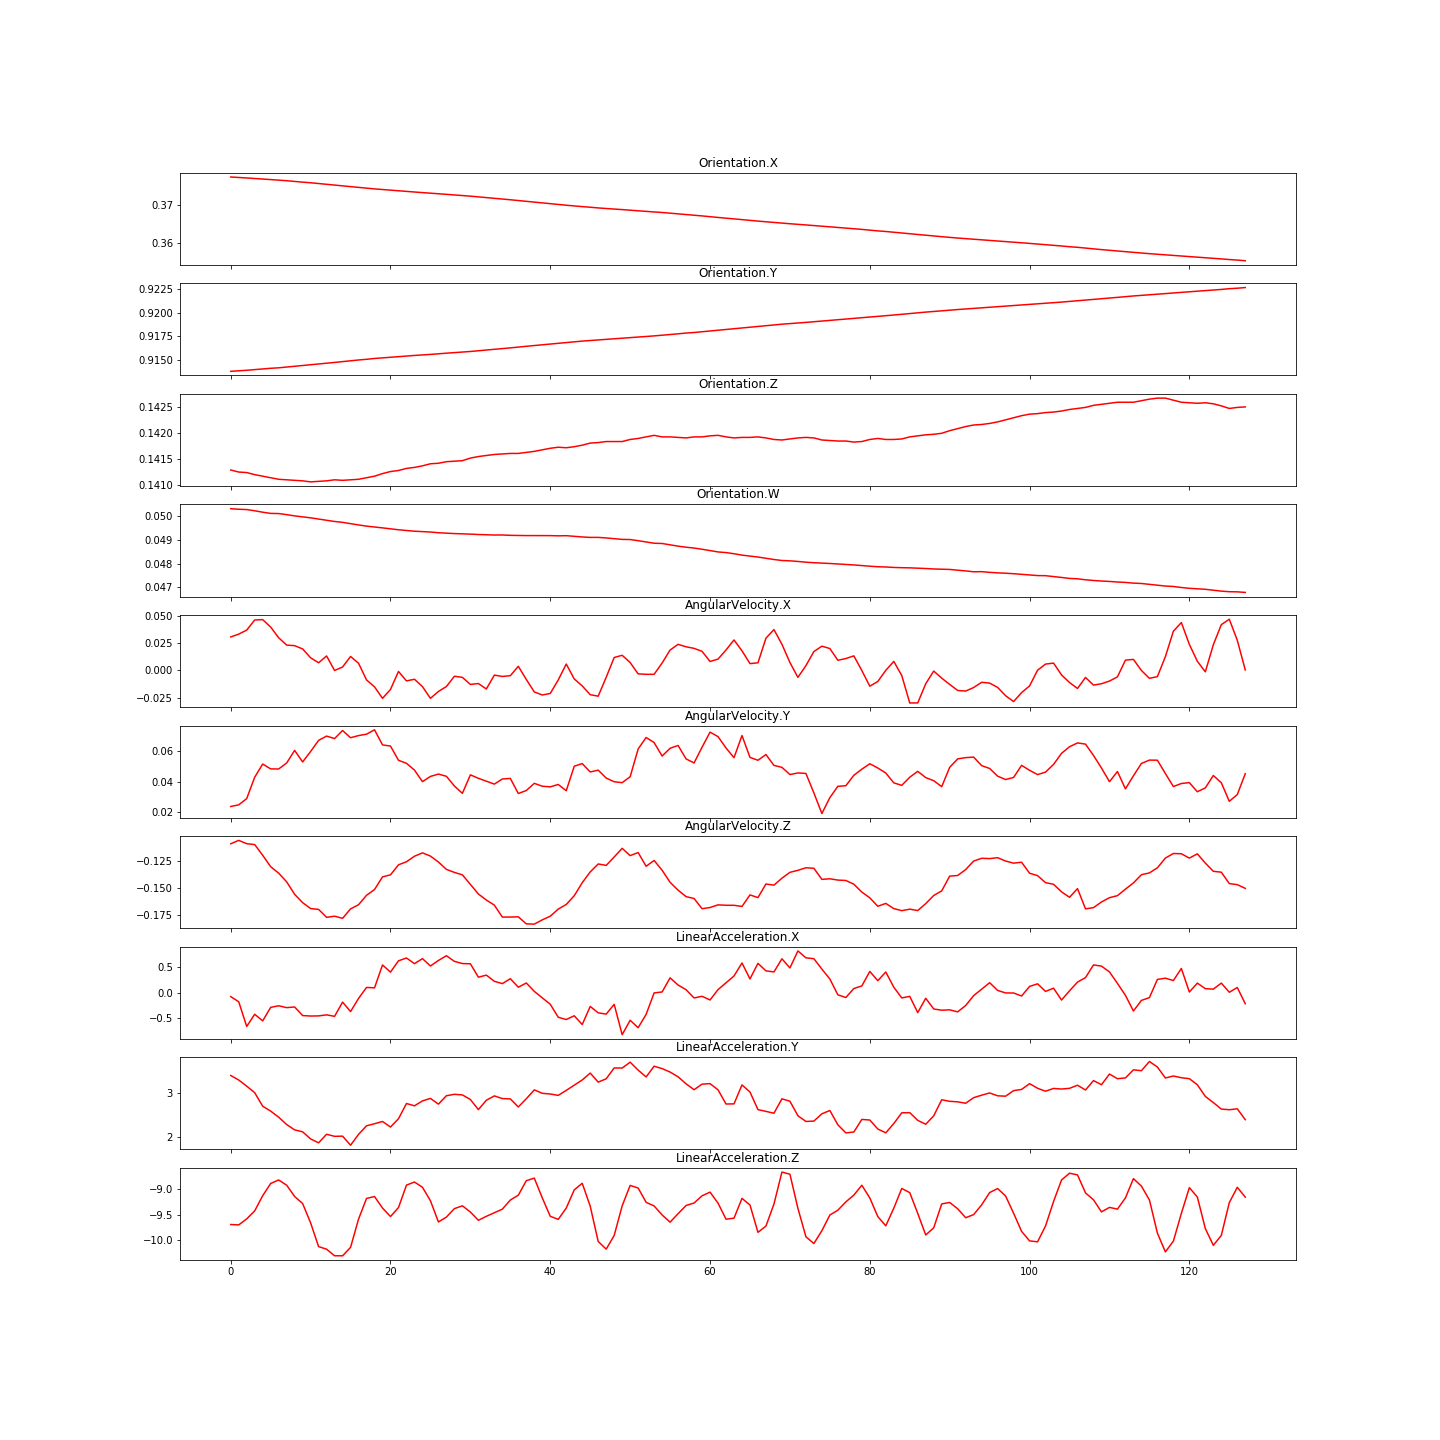 Orientation.X
0.37
0.36
Orientation.Y
0.9225
0.9200
0.9175
0.9150
Orientation.Z
0.1425
0.1420
0.1415
0.1410
Orientation.W
0.050
0.049
0.048
0.047
AngularVelocity.X
0.050
0.025
0.000
−0.025
AngularVelocity.Y
0.06
0.04
0.02
AngularVelocity.Z
−0.125
−0.150
−0.175
LinearAcceleration.X
0.5
0.0
−0.5
LinearAcceleration.Y
3
2
LinearAcceleration.Z
−9.0
−9.5
−10.0
0 20 40 60 80 100 120